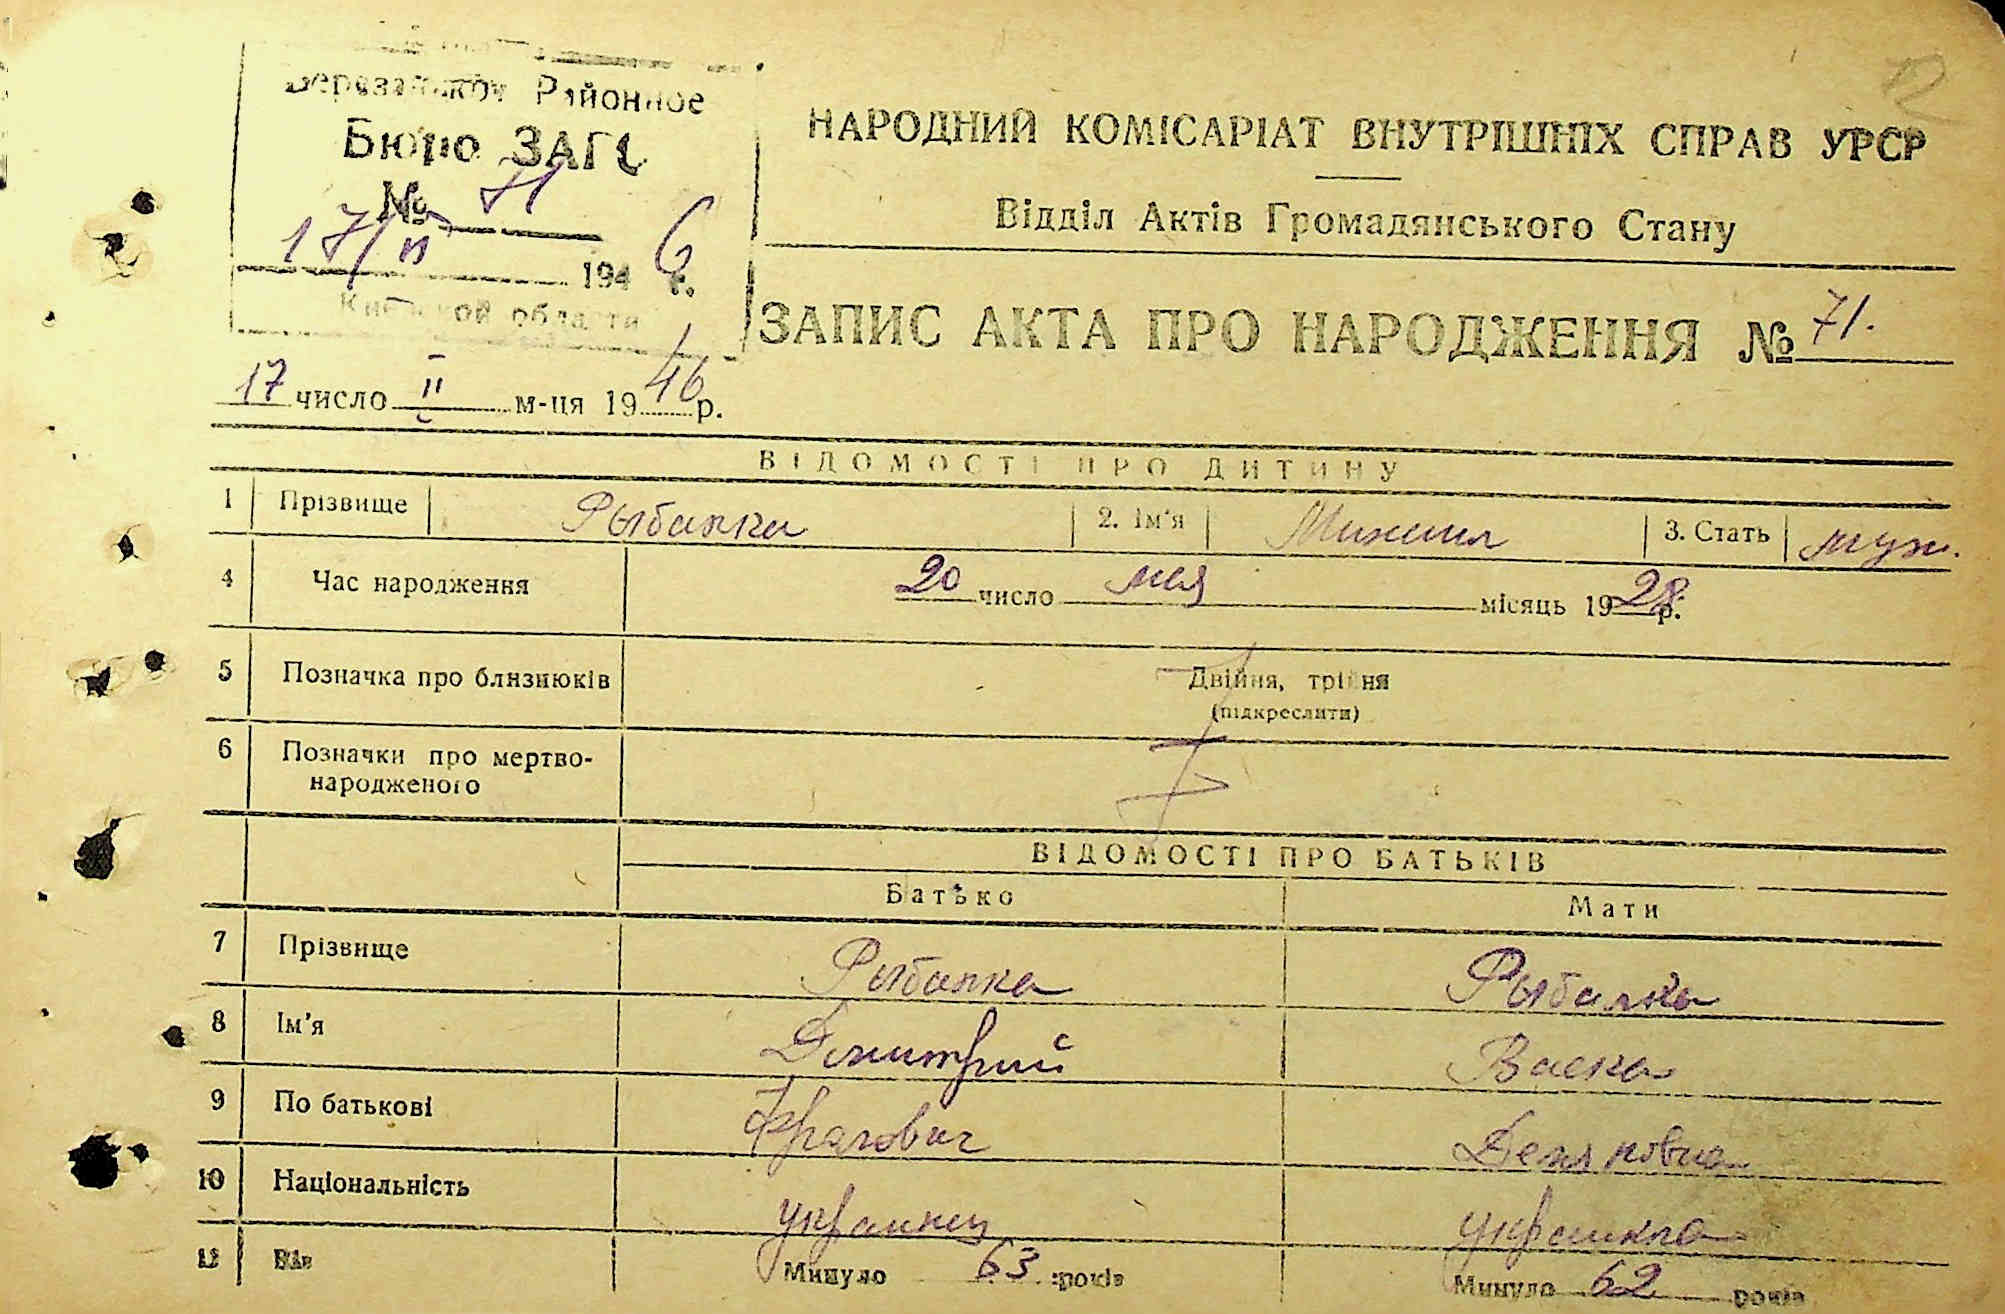 Березанское Районное
Бюро ЗАГС
№ 71
17/II 1946 г.
Киевской области
НАРОДНИЙ КОМІСАРІАТ ВНУТРІШНІХ СПРАВ УРСР
Відділ Актів Громадянського Стану
ЗАПИС АКТА ПРО НАРОДЖЕННЯ № 71.
17 число II м-ця 1946 р.
ВІДОМОСТІ ПРО ДИТИНУ
1 Прізвище Рыбалка 2. Ім'я Михаил 3. Стать муж.
4 Час народження 20 число мая місяць 1928 р.
5 Позначка про близнюків Двійня, трійня
(підкреслити)
6 Позначки про мертво-
народженого
ВІДОМОСТІ ПРО БАТЬКІВ
Батько Мати
7 Прізвище Рыбалка Рыбалка
8 Ім'я Дмитрий
9 По батькові
10 Національність украинец украинка
11 Вік Минуло 63 років Минуло 62 років